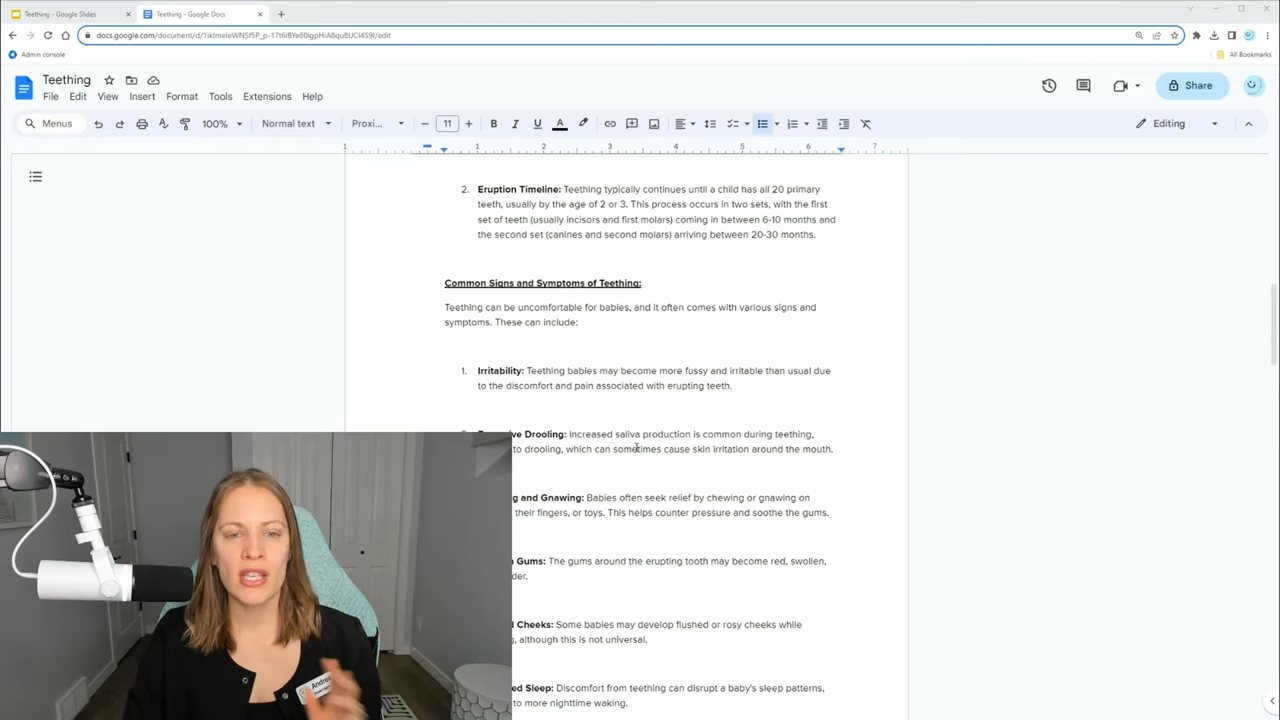 Teething - Google Slides
Teething - Google Docs
Admin console
All Bookmarks
Teething
File Edit View Insert Format Tools Extensions Help
Share
Menus 100% Normal text Proxi... 11 Editing
1 1 2 3 4 5 6 7
2. Eruption Timeline: Teething typically continues until a child has all 20 primary
teeth, usually by the age of 2 or 3. This process occurs in two sets, with the first
set of teeth (usually incisors and first molars) coming in between 6-10 months and
the second set (canines and second molars) arriving between 20-30 months.
Common Signs and Symptoms of Teething:
Teething can be uncomfortable for babies, and it often comes with various signs and
symptoms. These can include:
1. Irritability: Teething babies may become more fussy and irritable than usual due
to the discomfort and pain associated with erupting teeth.
ve Drooling: Increased saliva production is common during teething,
to drooling, which can sometimes cause skin irritation around the mouth.
g and Gnawing: Babies often seek relief by chewing or gnawing on
their fingers, or toys. This helps counter pressure and soothe the gums.
Gums: The gums around the erupting tooth may become red, swollen,
der.
Cheeks: Some babies may develop flushed or rosy cheeks while
, although this is not universal.
ed Sleep: Discomfort from teething can disrupt a baby's sleep patterns,
to more nighttime waking.